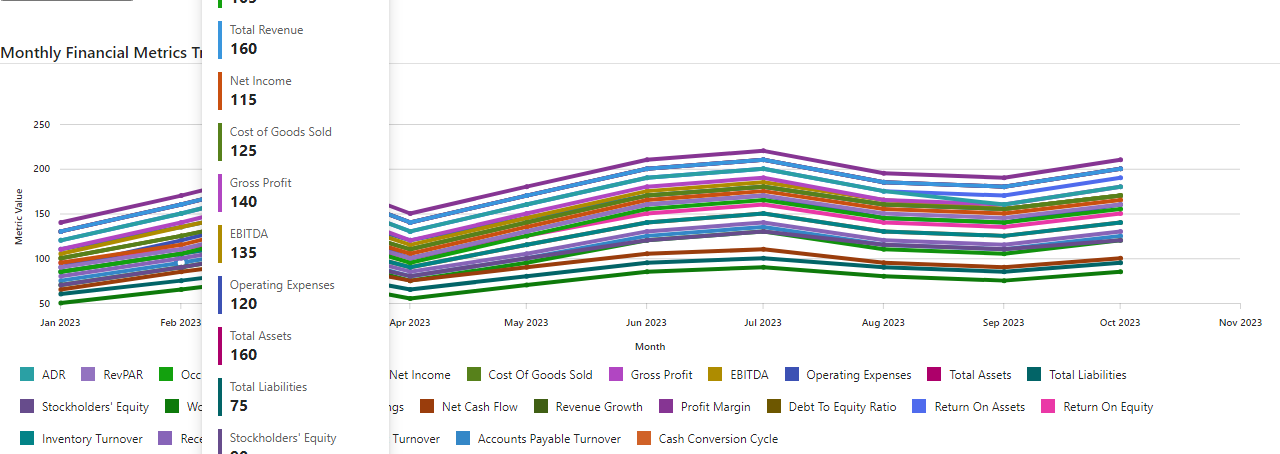 Total Revenue
160
Monthly Financial Metrics Tr
Net Income
115
Cost of Goods Sold
125
Gross Profit
140
EBITDA
135
Operating Expenses
120
Total Assets
160
Total Liabilities
75
Stockholders' Equity
250
200
150
100
50
Metric Value
Jan 2023 Feb 2023 Apr 2023 May 2023 Jun 2023 Jul 2023 Aug 2023 Sep 2023 Oct 2023 Nov 2023
Month
ADR RevPAR Occ Net Income Cost Of Goods Sold Gross Profit EBITDA Operating Expenses Total Assets Total Liabilities
Stockholders' Equity Wo ngs Net Cash Flow Revenue Growth Profit Margin Debt To Equity Ratio Return On Assets Return On Equity
Inventory Turnover Rece Turnover Accounts Payable Turnover Cash Conversion Cycle